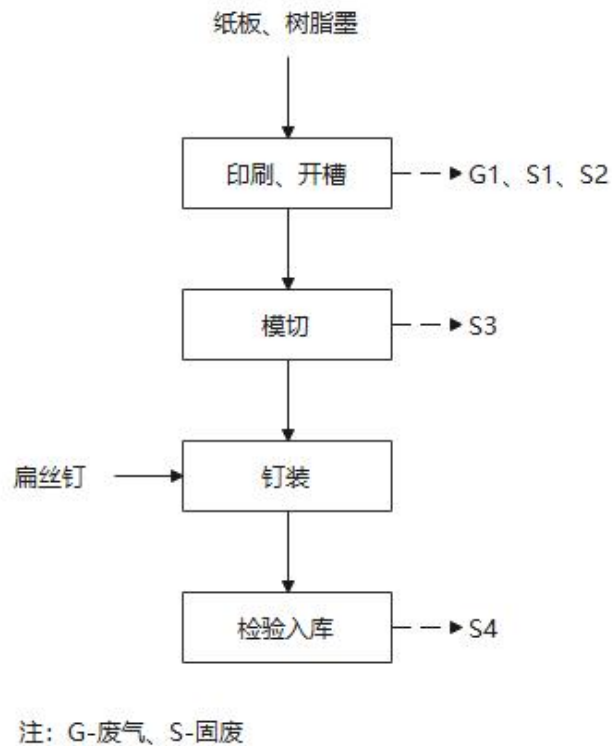 纸板、树脂墨
印刷、开槽
G1、S1、S2
模切
S3
扁丝钉
钉装
检验入库
S4
注：G-废气、S-固废